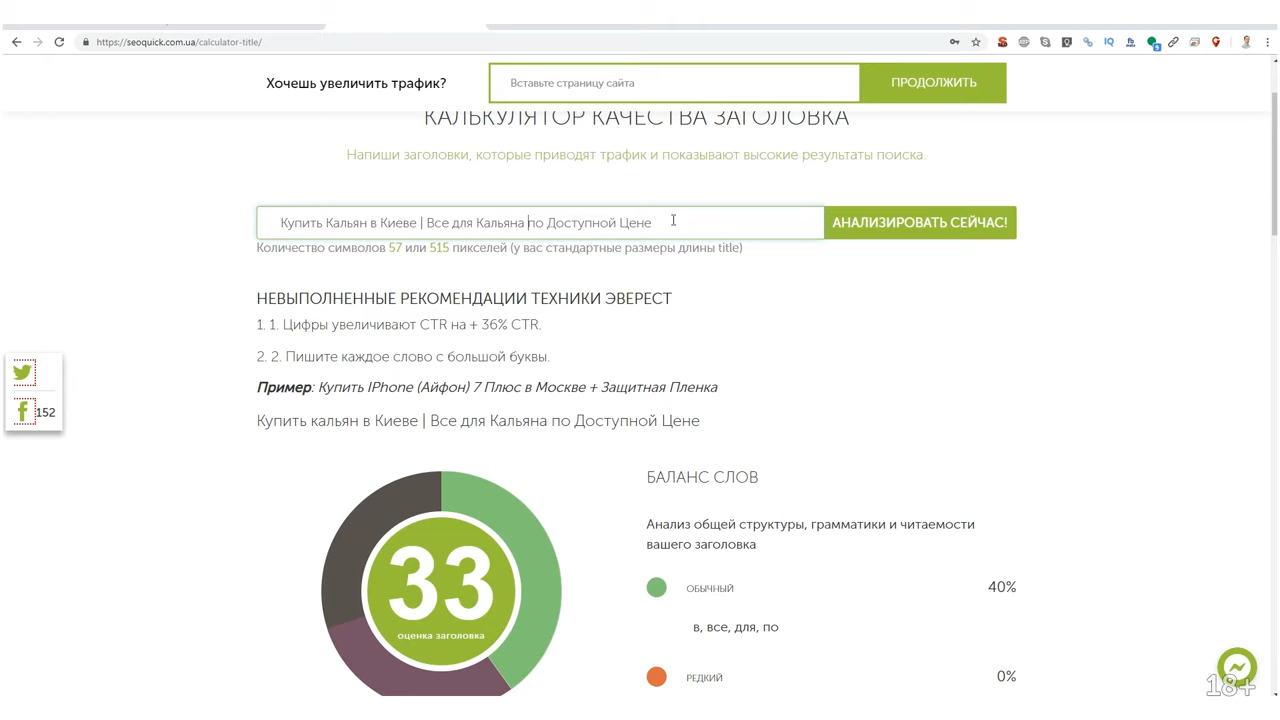 https://seoquick.com.ua/calculator-title/
Хочешь увеличить трафик?
Вставьте страницу сайта
ПРОДОЛЖИТЬ
КАЛЬКУЛЯТОР КАЧЕСТВА ЗАГОЛОВКА
Напиши заголовки, которые приводят трафик и показывают высокие результаты поиска.
Купить Кальян в Киеве | Все для Кальяна по Доступной Цене
АНАЛИЗИРОВАТЬ СЕЙЧАС!
Количество символов 57 или 515 пикселей (у вас стандартные размеры длины title)
НЕВЫПОЛНЕННЫЕ РЕКОМЕНДАЦИИ ТЕХНИКИ ЭВЕРЕСТ
1. 1. Цифры увеличивают CTR на + 36% CTR.
2. 2. Пишите каждое слово с большой буквы.
Пример: Купить IPhone (Айфон) 7 Плюс в Москве + Защитная Пленка
152
Купить кальян в Киеве | Все для Кальяна по Доступной Цене
33
оценка заголовка
БАЛАНС СЛОВ
Анализ общей структуры, грамматики и читаемости
вашего заголовка
ОБЫЧНЫЙ 40%
в, все, для, по
РЕДКИЙ 0%
18+